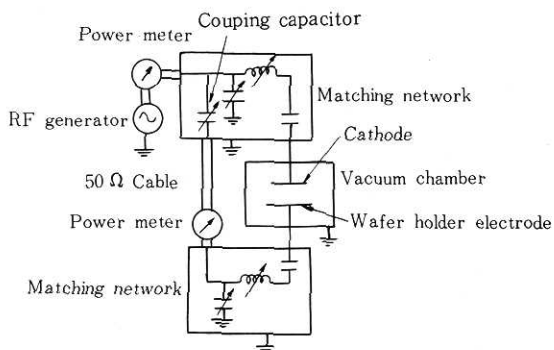 Couping capacitor
Power meter
Matching network
RF generator
Cathode
50 Ω Cable
Vacuum chamber
Power meter
Wafer holder electrode
Matching network